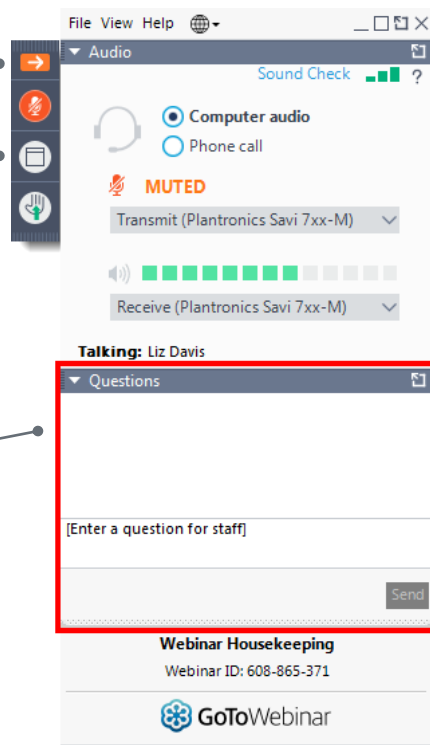 File View Help
Audio
Sound Check ?
Computer audio
Phone call
MUTED
Transmit (Plantronics Savi 7xx-M)
Receive (Plantronics Savi 7xx-M)
Talking: Liz Davis
Questions
[Enter a question for staff]
Send
Webinar Housekeeping
Webinar ID: 608-865-371
GoToWebinar